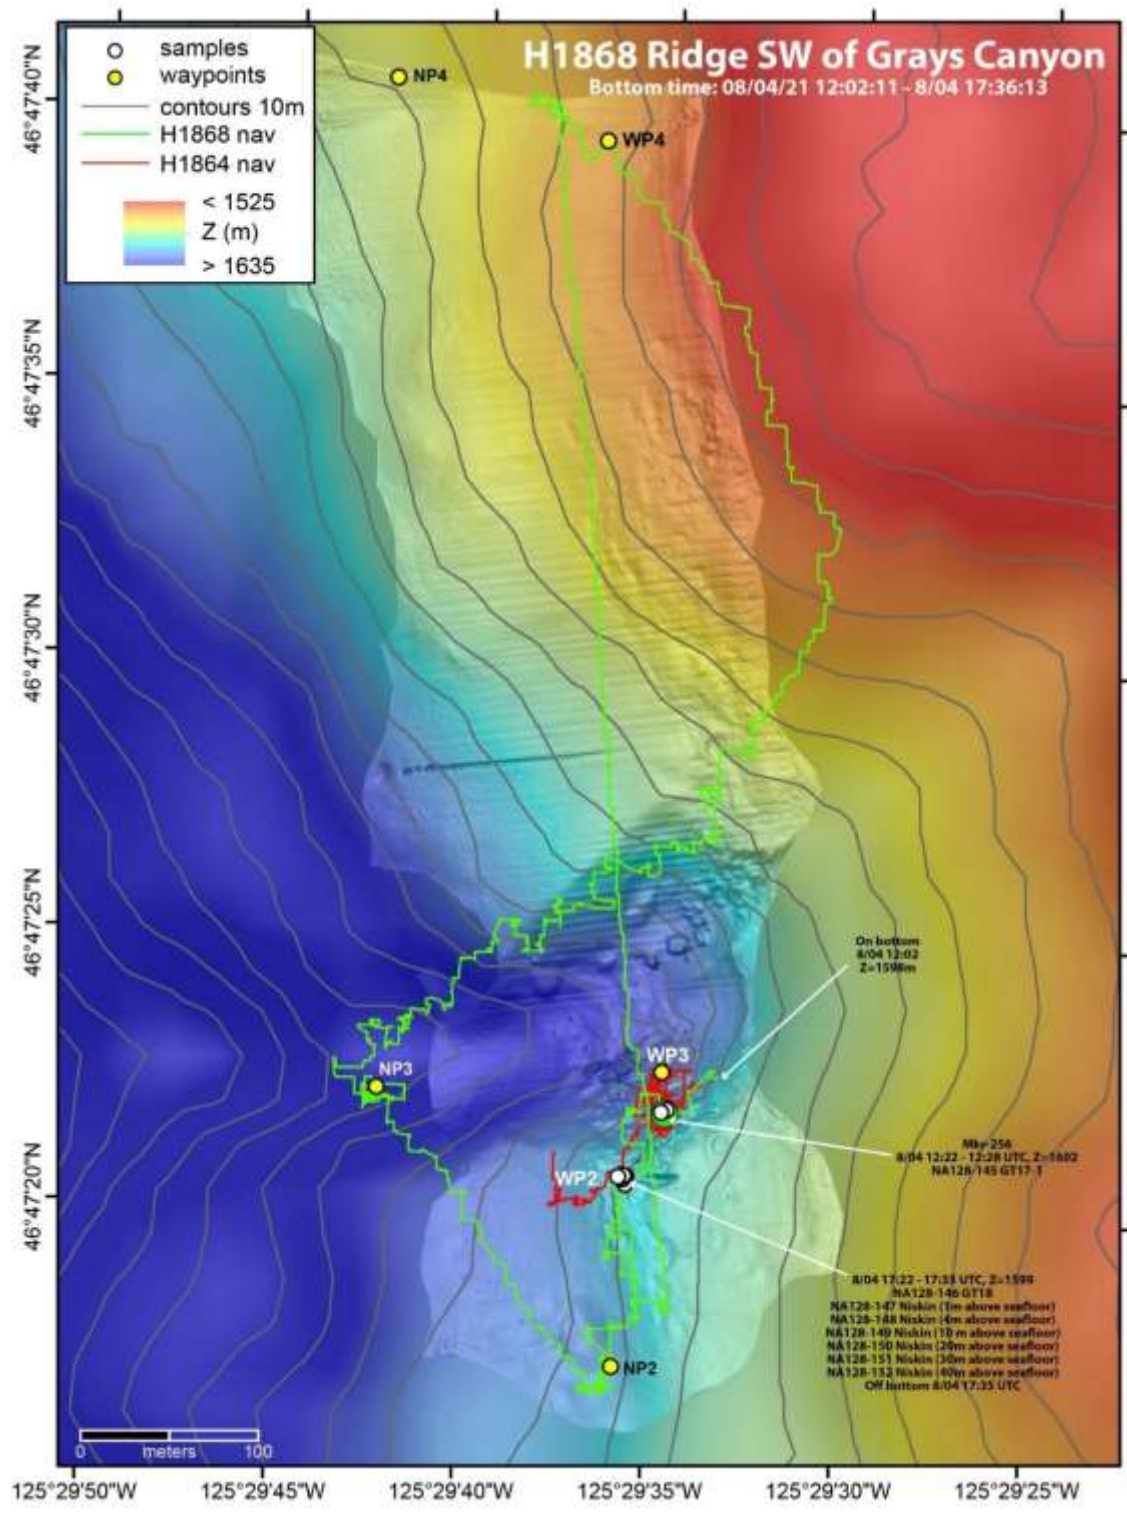 H1868 Ridge SW of Grays Canyon
Bottom time: 08/04/21 12:02:11 - 8/04 17:36:13
samples
waypoints
contours 10m
H1868 nav
H1864 nav
< 1525
Z (m)
> 1635
NP4
WP4
46°47'40"N
46°47'35"N
46°47'30"N
46°47'25"N
46°47'20"N
On bottom
8/04 12:02
Z=1598m
WP3
NP3
Mky-256
8/04 12:22 - 12:28 UTC, Z=1602
NA128-145 GT17-1
WP2
8/04 17:22 - 17:35 UTC, Z=1599
NA128-146 GT18
NA128-147 Niskin (1m above seafloor)
NA128-148 Niskin (4m above seafloor)
NA128-149 Niskin (10 m above seafloor)
NA128-150 Niskin (20m above seafloor)
NA128-151 Niskin (30m above seafloor)
NA128-152 Niskin (40m above seafloor)
Off bottom 8/04 17:35 UTC
NP2
0 meters 100
125°29'50"W 125°29'45"W 125°29'40"W 125°29'35"W 125°29'30"W 125°29'25"W